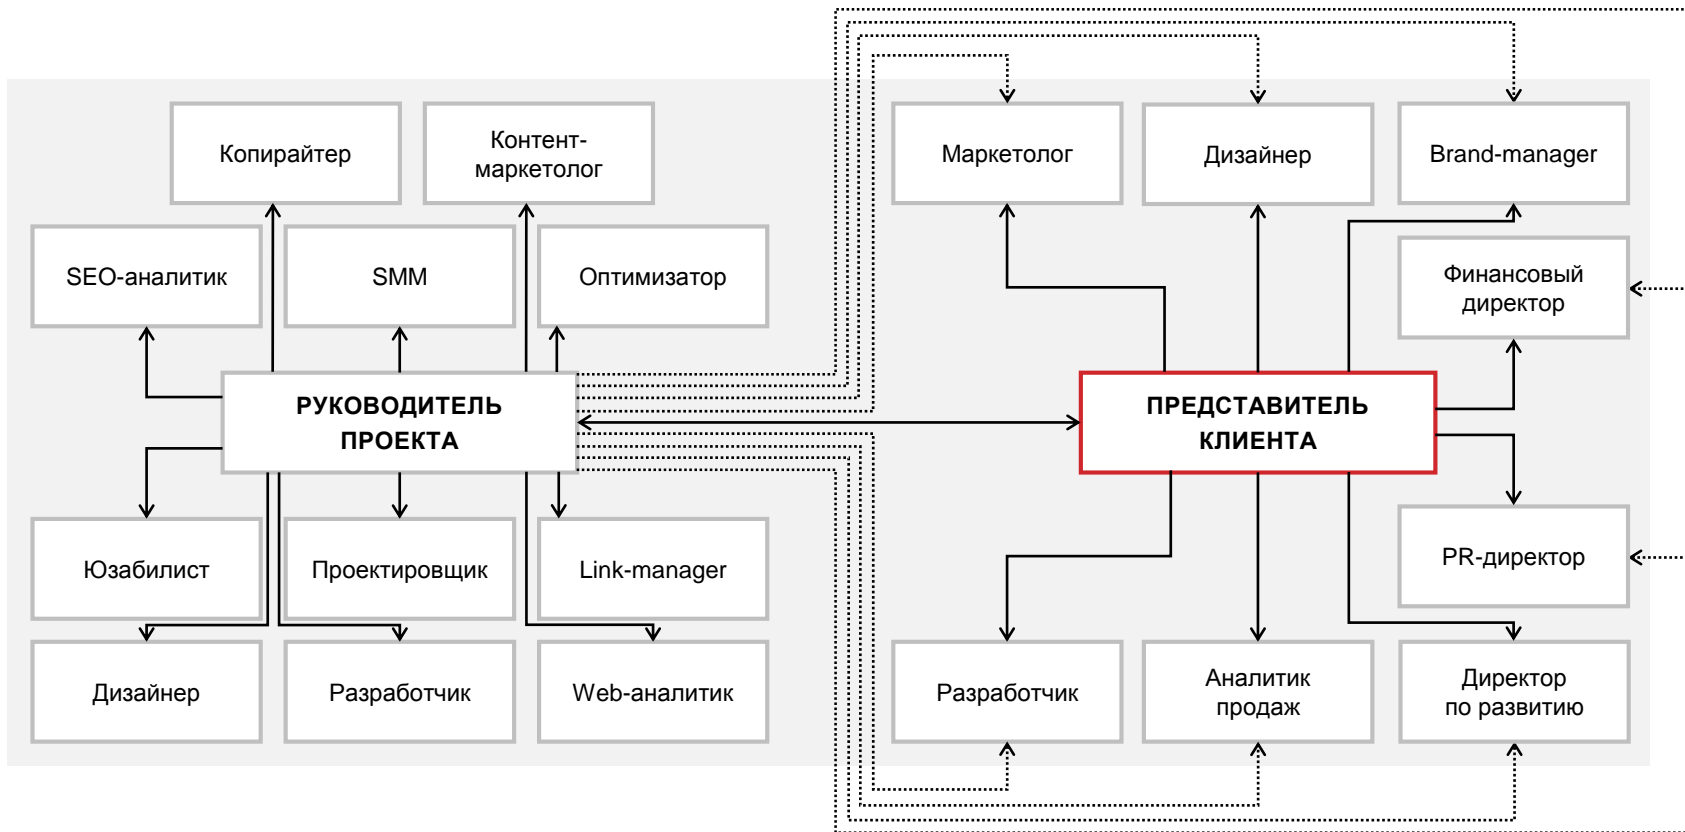 Копирайтер
Контент-
маркетолог
SEO-аналитик
SMM
Оптимизатор
РУКОВОДИТЕЛЬ
ПРОЕКТА
Юзабилист
Проектировщик
Link-manager
Дизайнер
Разработчик
Web-аналитик
Маркетолог
Дизайнер
Brand-manager
Финансовый
директор
ПРЕДСТАВИТЕЛЬ
КЛИЕНТА
PR-директор
Разработчик
Аналитик
продаж
Директор
по развитию